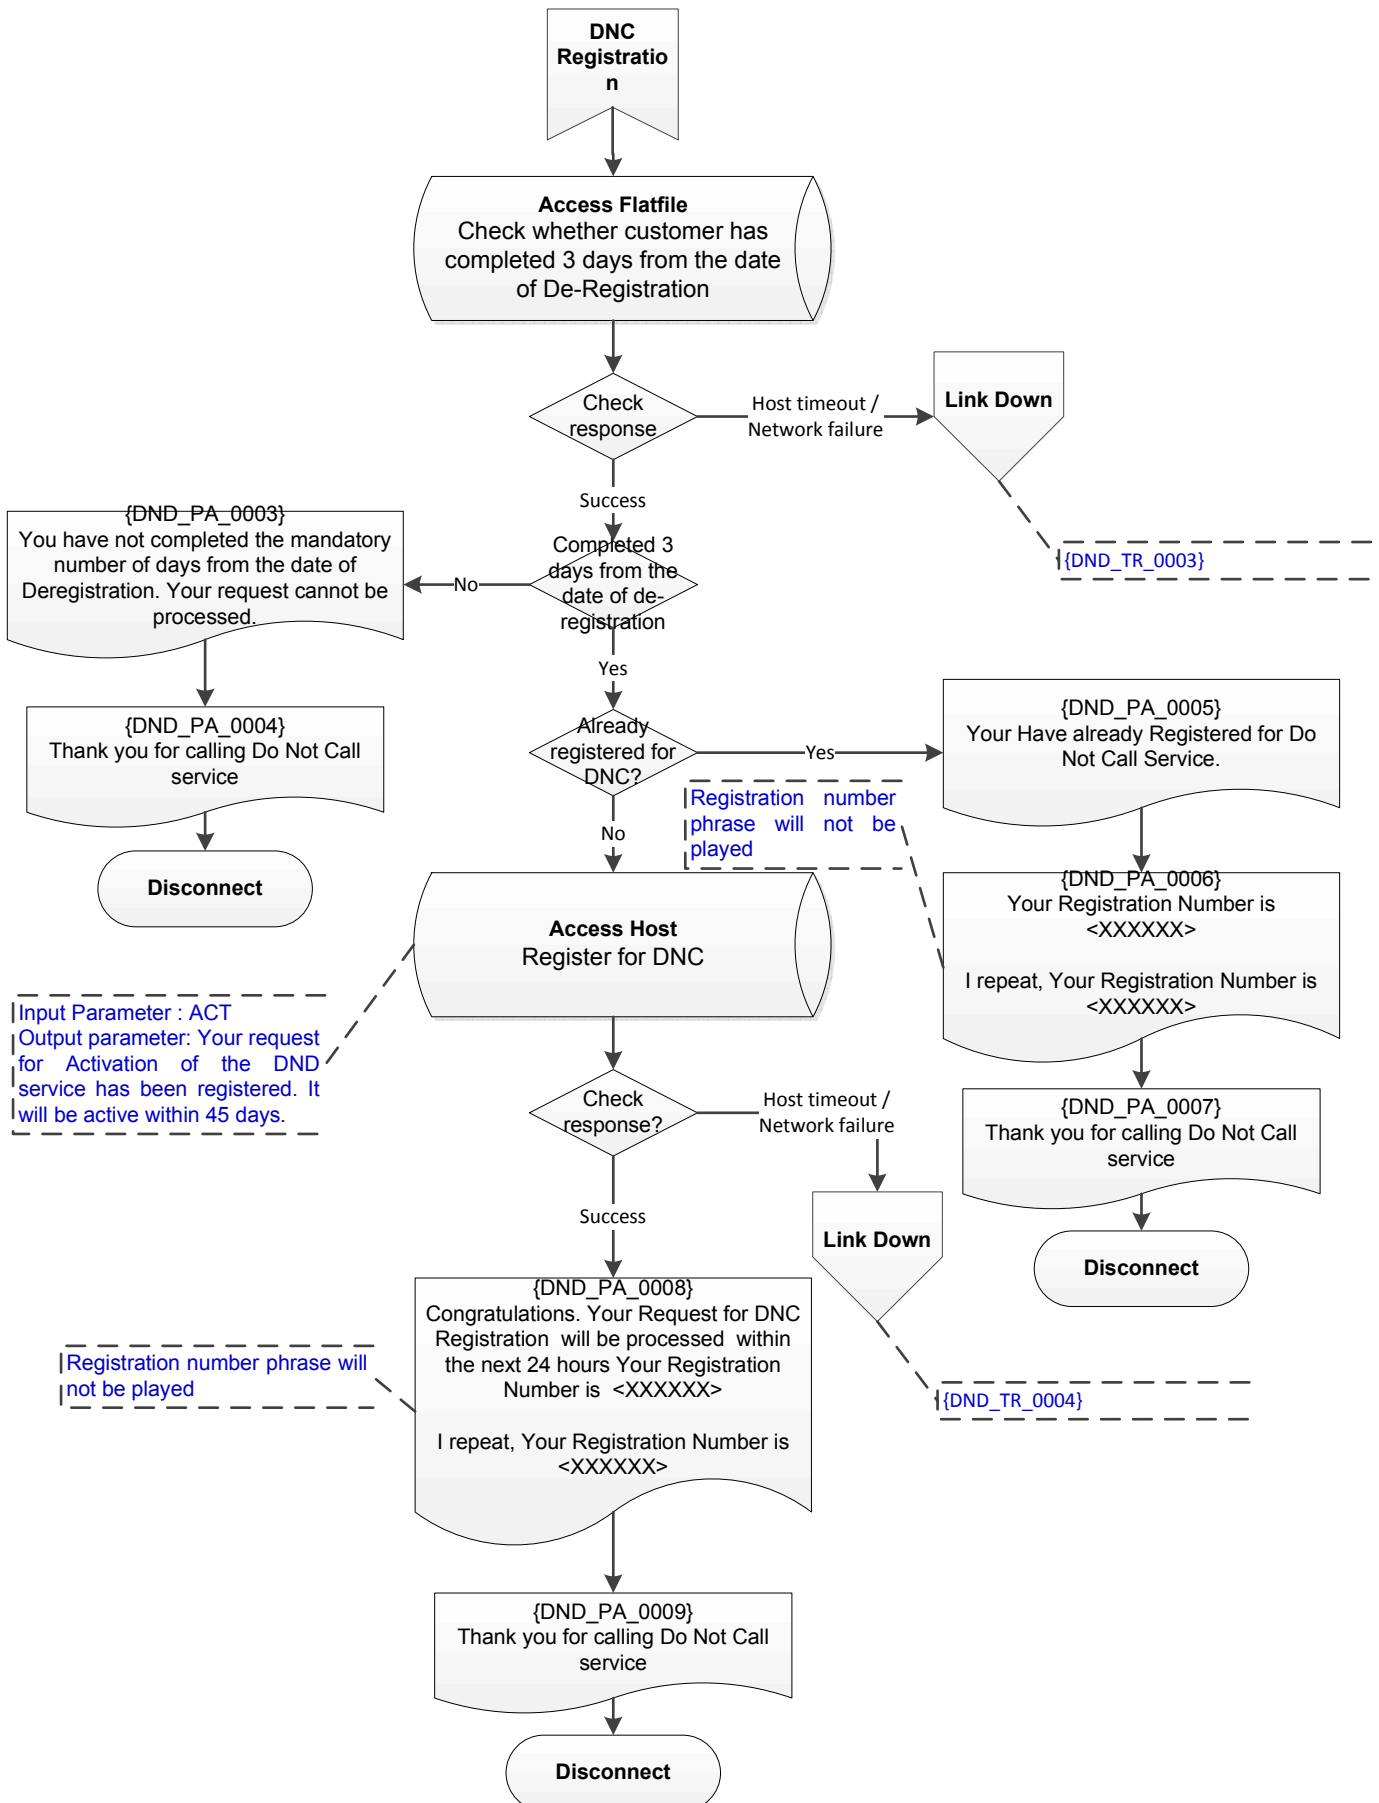 DNC
Registratio
n
Access Flatfile
Check whether customer has
completed 3 days from the date
of De-Registration
Check
response
Host timeout /
Network failure
Link Down
{DND_TR_0003}
Success
{DND_PA_0003}
You have not completed the mandatory
number of days from the date of
Deregistration. Your request cannot be
processed.
No
Completed 3
days from the
date of de-
registration
Yes
{DND_PA_0004}
Thank you for calling Do Not Call
service
Disconnect
Already
registered for
DNC?
Yes
{DND_PA_0005}
Your Have already Registered for Do
Not Call Service.
Registration number
phrase will not be
played
No
{DND_PA_0006}
Your Registration Number is
<XXXXXX>
I repeat, Your Registration Number is
<XXXXXX>
Access Host
Register for DNC
Input Parameter : ACT
Output parameter: Your request
for Activation of the DND
service has been registered. It
will be active within 45 days.
Check
response?
Host timeout /
Network failure
{DND_PA_0007}
Thank you for calling Do Not Call
service
Disconnect
Link Down
{DND_TR_0004}
Success
{DND_PA_0008}
Congratulations. Your Request for DNC
Registration will be processed within
the next 24 hours Your Registration
Number is <XXXXXX>
I repeat, Your Registration Number is
<XXXXXX>
Registration number phrase will
not be played
{DND_PA_0009}
Thank you for calling Do Not Call
service
Disconnect